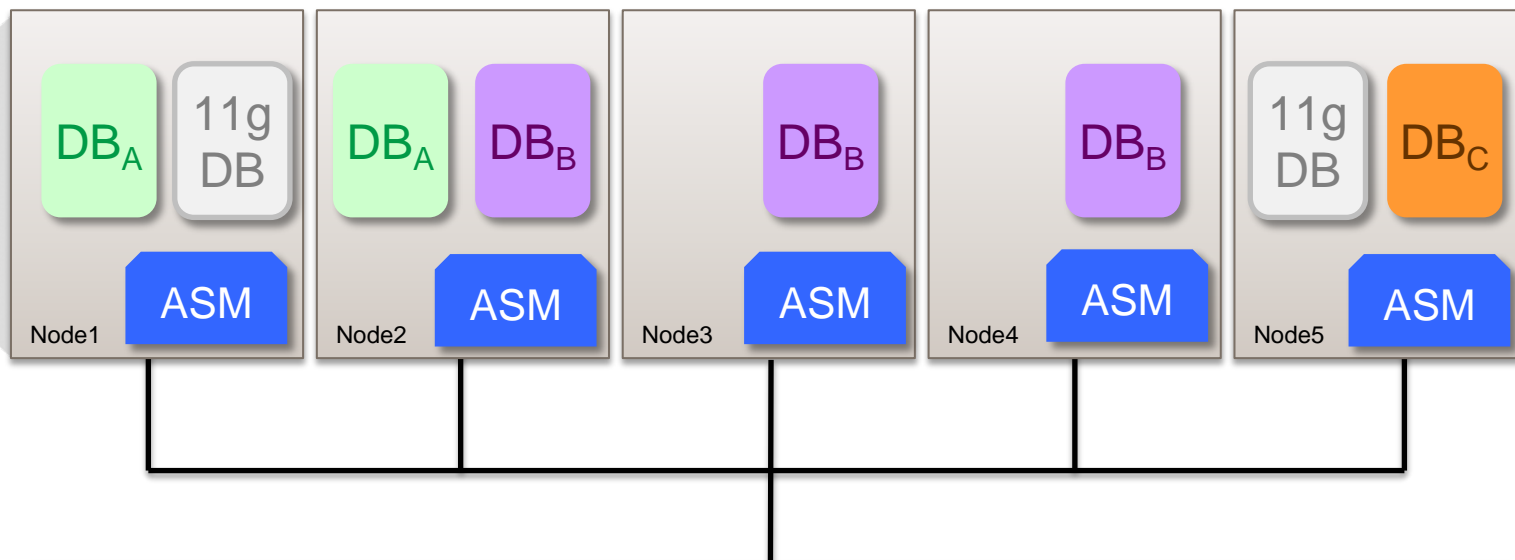 DBA
11g
DB
ASM
Node1
DBA
DBB
ASM
Node2
DBB
ASM
Node3
DBB
ASM
Node4
11g
DB
DBC
ASM
Node5